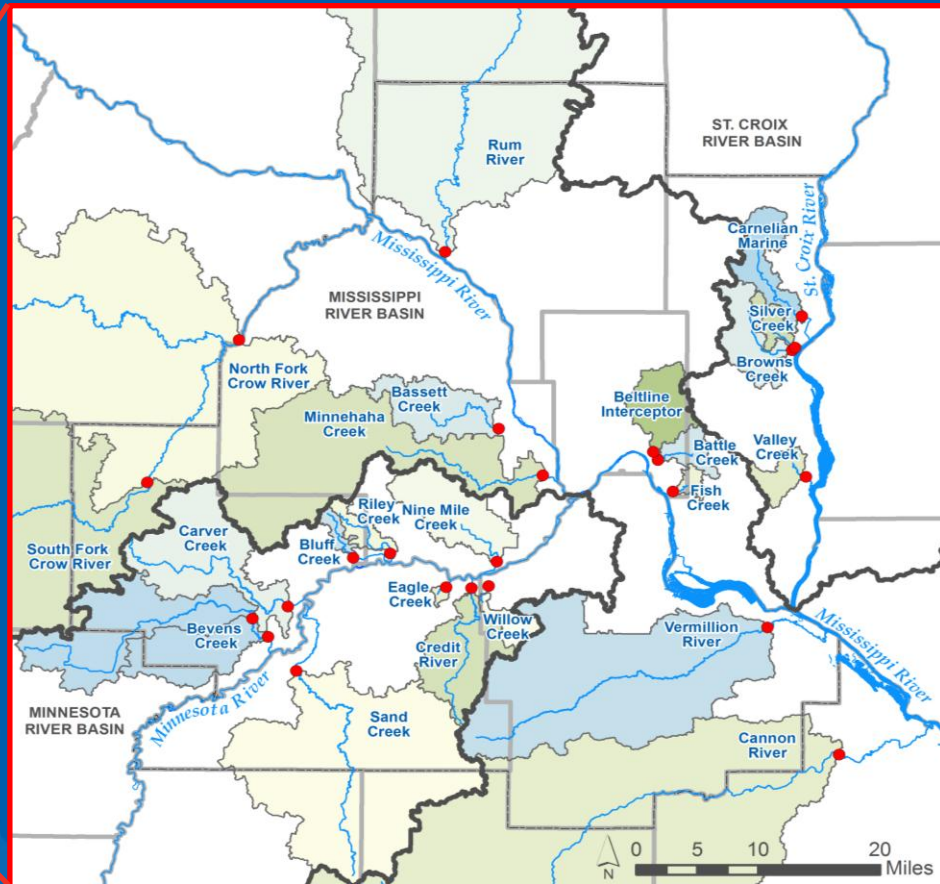 ST. CROIX
RIVER BASIN
Rum
River
Carnelian
Marine
St. Croix River
Mississippi River
MISSISSIPPI
RIVER BASIN
Silver
Creek
Browns
Creek
North Fork
Crow River
Bassett
Creek
Beltline
Interceptor
Minnehaha
Creek
Battle
Creek
Valley
Creek
Fish
Creek
Riley
Creek
Nine Mile
Creek
Carver
Creek
Bluff
Creek
South Fork
Crow River
Eagle
Creek
Willow
Creek
Bevens
Creek
Credit
River
Vermillion
River
Mississippi River
Minnesota River
MINNESOTA
RIVER BASIN
Sand
Creek
Cannon
River
N
0 5 10 20
Miles